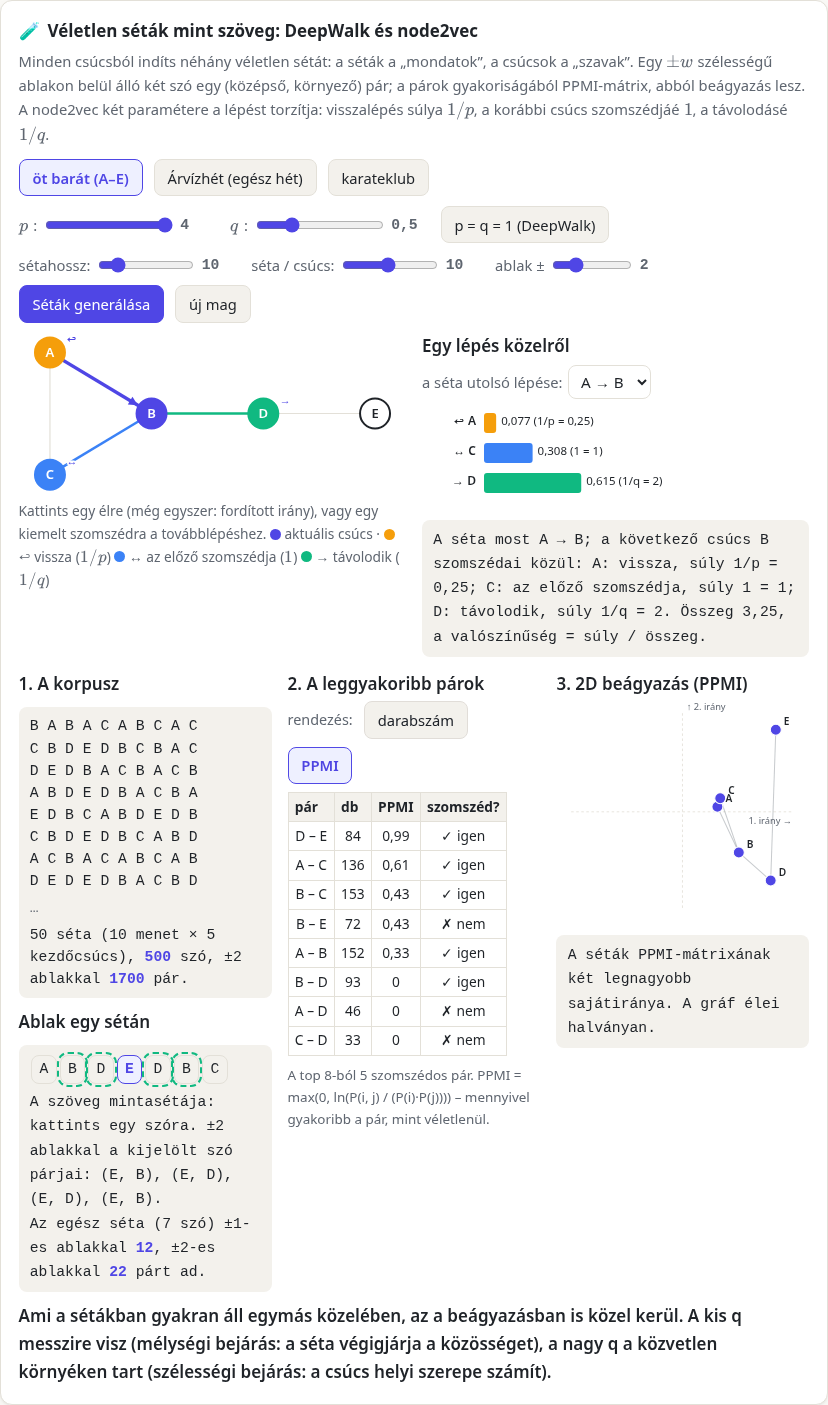 🧪 Véletlen séták mint szöveg: DeepWalk és node2vec
Minden csúcsból indíts néhány véletlen sétát: a séták a „mondatok”, a csúcsok a „szavak”. Egy ±w szélességű
ablakon belül álló két szó egy (középső, környező) pár; a párok gyakoriságából PPMI-mátrix, abból beágyazás lesz.
A node2vec két paramétere a lépést torzítja: visszalépés súlya 1/p, a korábbi csúcs szomszédjáé 1, a távolodásé
1/q.
öt barát (A–E) Árvízhét (egész hét) karateklub
p : 4 q : 0,5 p = q = 1 (DeepWalk)
sétahossz: 10 séta / csúcs: 10 ablak ± 2
Séták generálása új mag
A ↩
B
D →
E
C ↔
Kattints egy élre (még egyszer: fordított irány), vagy egy
kiemelt szomszédra a továbblépéshez. aktuális csúcs ·
↩ vissza (1/p) ↔ az előző szomszédja (1) → távolodik (
1/q)
Egy lépés közelről
a séta utolsó lépése: A → B
↩ A 0,077 (1/p = 0,25)
↔ C 0,308 (1 = 1)
→ D 0,615 (1/q = 2)
A séta most A → B; a következő csúcs B
szomszédai közül: A: vissza, súly 1/p =
0,25; C: az előző szomszédja, súly 1 = 1;
D: távolodik, súly 1/q = 2. Összeg 3,25,
a valószínűség = súly / összeg.
1. A korpusz
B A B A C A B C A C
C B D E D B C B A C
D E D B A C B A C B
A B D E D B A C B A
E D B C A B D E D B
C B D E D B C A B D
A C B A C A B C A B
D E D E D B A C B D
…
50 séta (10 menet × 5
kezdőcsúcs), 500 szó, ±2
ablakkal 1700 pár.
Ablak egy sétán
A B D E D B C
A szöveg mintasétája:
kattints egy szóra. ±2
ablakkal a kijelölt szó
párjai: (E, B), (E, D),
(E, D), (E, B).
Az egész séta (7 szó) ±1-
es ablakkal 12, ±2-es
ablakkal 22 párt ad.
2. A leggyakoribb párok
rendezés: darabszám
PPMI
pár db PPMI szomszéd?
D – E 84 0,99 ✓ igen
A – C 136 0,61 ✓ igen
B – C 153 0,43 ✓ igen
B – E 72 0,43 ✗ nem
A – B 152 0,33 ✓ igen
B – D 93 0 ✓ igen
A – D 46 0 ✗ nem
C – D 33 0 ✗ nem
A top 8-ból 5 szomszédos pár. PPMI =
max(0, ln(P(i, j) / (P(i)·P(j)))) – mennyivel
gyakoribb a pár, mint véletlenül.
3. 2D beágyazás (PPMI)
↑ 2. irány
E
C
A
1. irány →
B
D
A séták PPMI-mátrixának
két legnagyobb
sajátiránya. A gráf élei
halványan.
Ami a sétákban gyakran áll egymás közelében, az a beágyazásban is közel kerül. A kis q
messzire visz (mélységi bejárás: a séta végigjárja a közösséget), a nagy q a közvetlen
környéken tart (szélességi bejárás: a csúcs helyi szerepe számít).